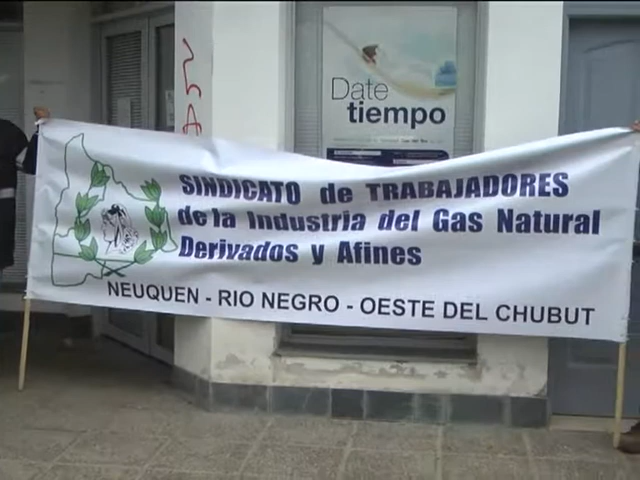 Date
tiempo
SINDICATO de TRABAJADORES
de la Industria del Gas Natural
Derivados y Afines
NEUQUEN - RIO NEGRO - OESTE DEL CHUBUT